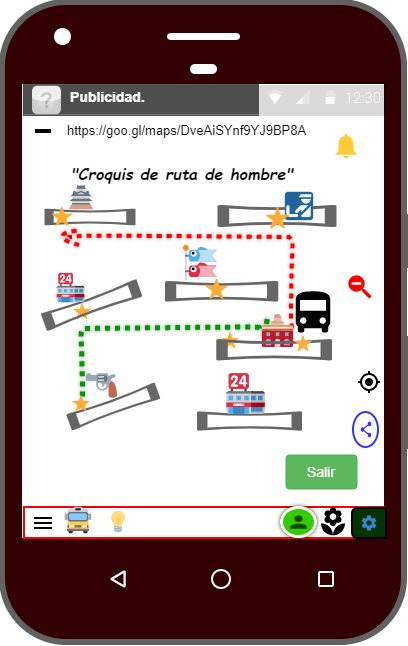 ?
Publicidad.
12:30
https://goo.gl/maps/DveAiSYnf9YJ9BP8A
"Croquis de ruta de hombre"
24
24
Salir